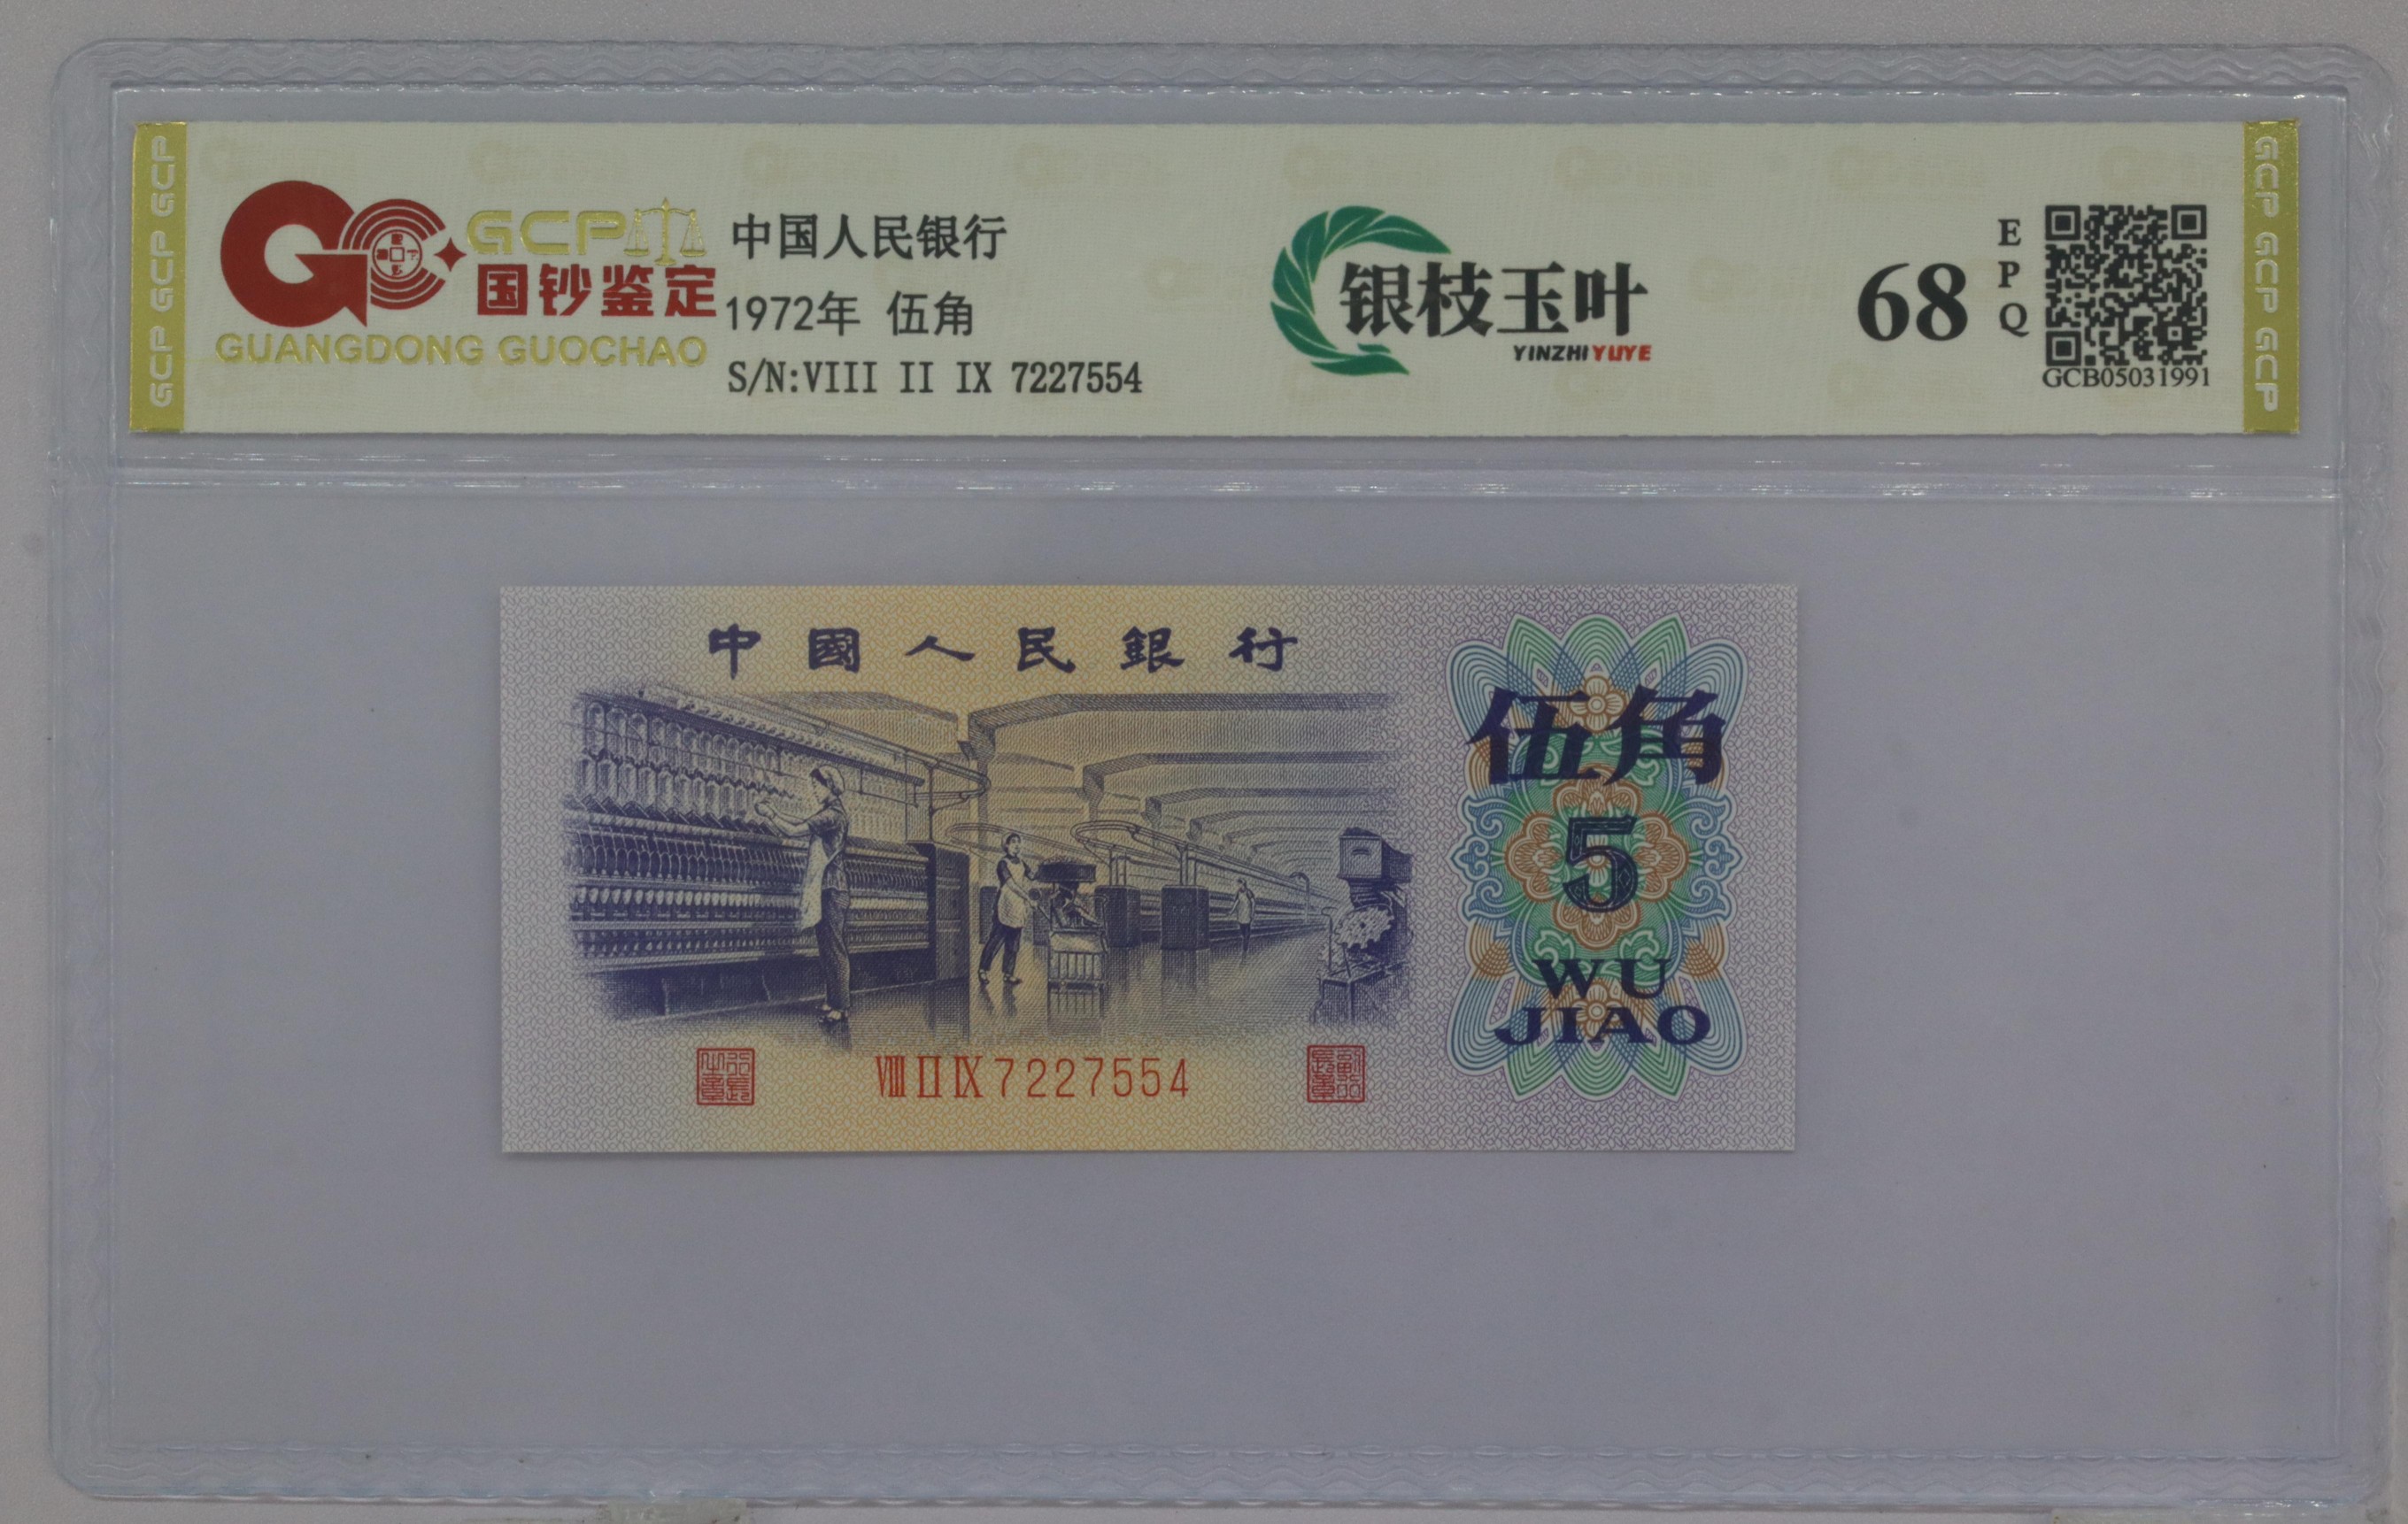 GCP GCP GCP
GCP
国钞鉴定
GUANGDONG GUOCHAO
中国人民银行
1972年 伍角
S/N:VIII II IX 7227554
银枝玉叶
YINZHI YUYE
68
EPQ
GCB05031991
GCP GCP GCP
中國人民銀行
伍角
5
WU
JIAO
VIII II IX 7227554